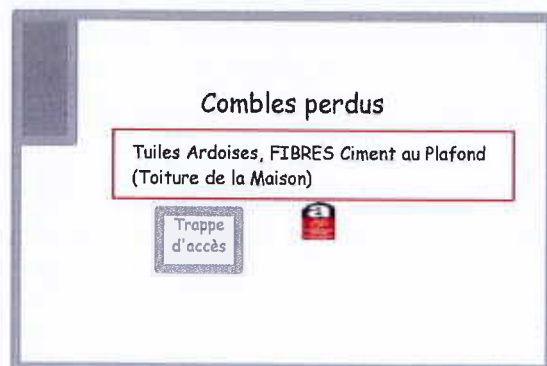 Combles perdus
Tuiles Ardoises, FIBRES Ciment au Plafond
(Toiture de la Maison)
a
Trappe
d'accès